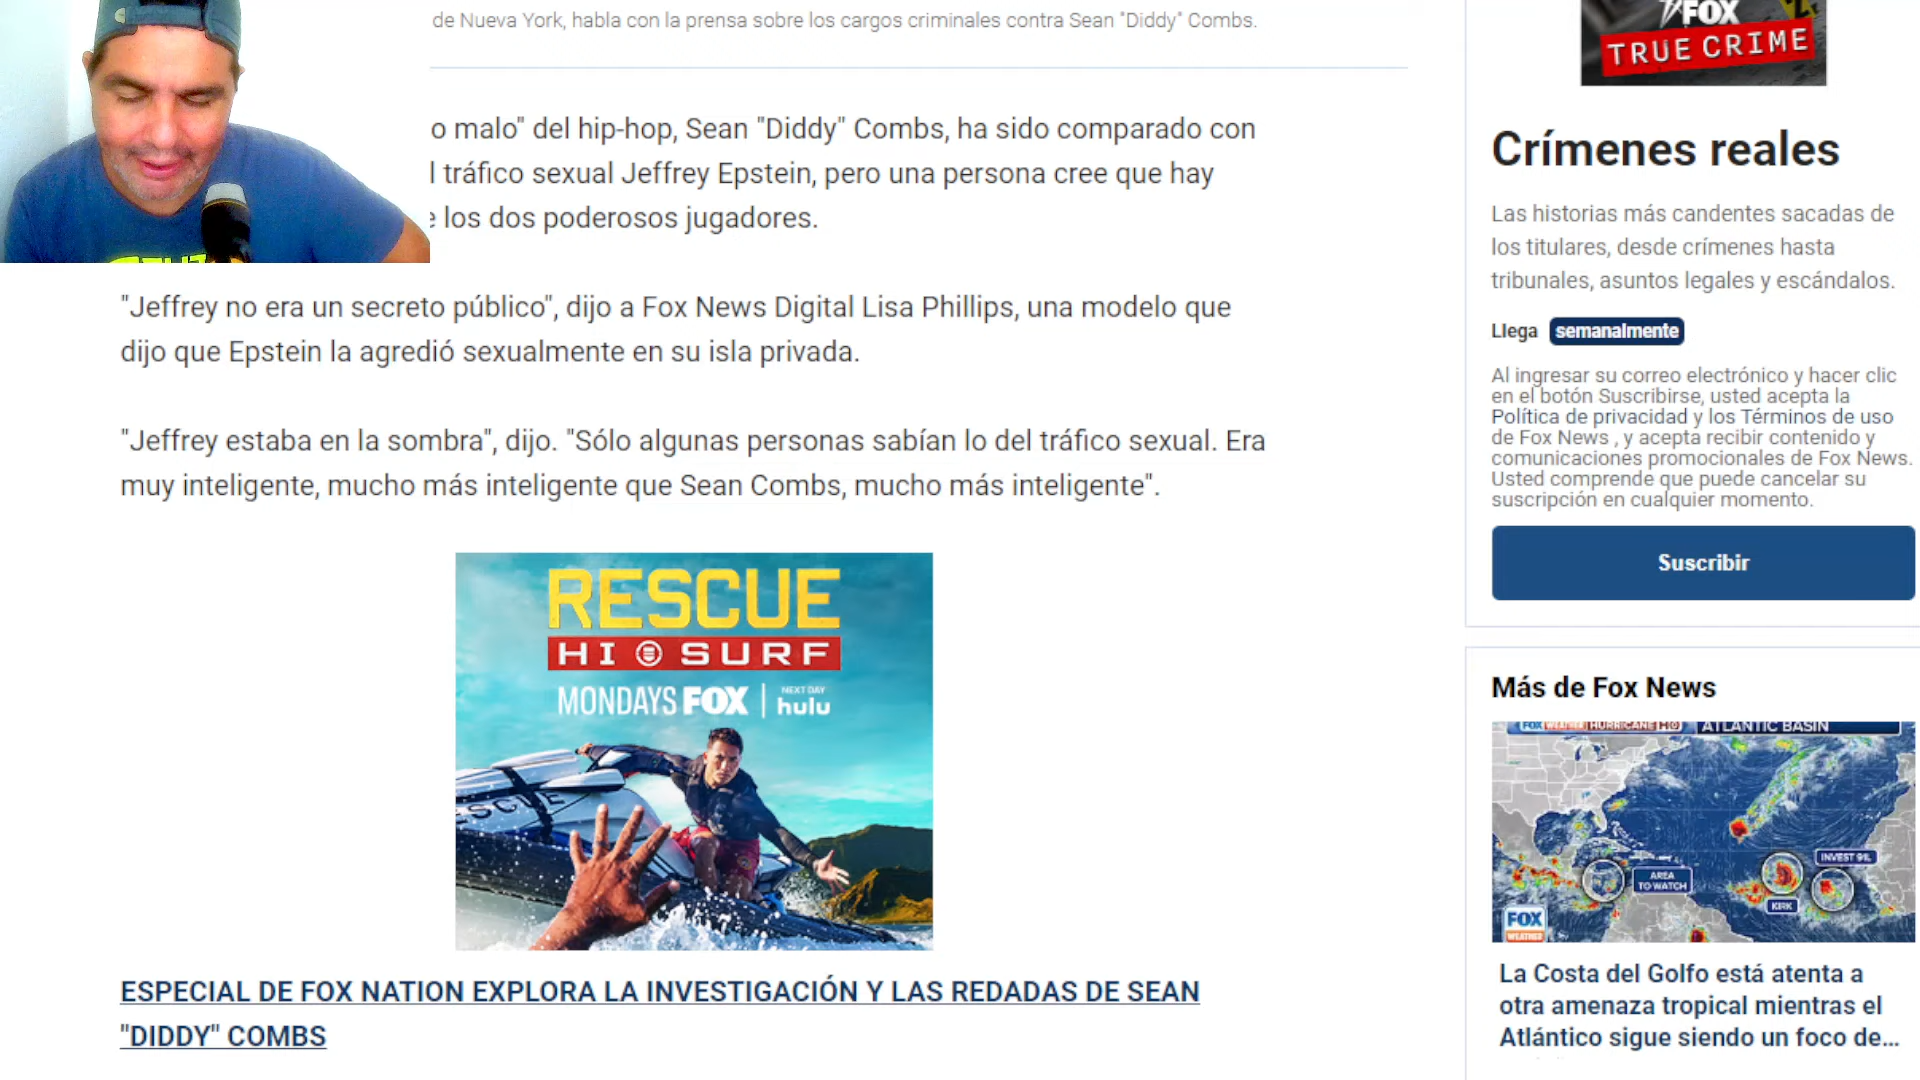 de Nueva York, habla con la prensa sobre los cargos criminales contra Sean "Diddy" Combs.
o malo" del hip-hop, Sean "Diddy" Combs, ha sido comparado con
l tráfico sexual Jeffrey Epstein, pero una persona cree que hay
e los dos poderosos jugadores.
"Jeffrey no era un secreto público", dijo a Fox News Digital Lisa Phillips, una modelo que
dijo que Epstein la agredió sexualmente en su isla privada.
"Jeffrey estaba en la sombra", dijo. "Sólo algunas personas sabían lo del tráfico sexual. Era
muy inteligente, mucho más inteligente que Sean Combs, mucho más inteligente".
RESCUE
HI SURF
MONDAYS FOX | NEXT DAY hulu
ESCUE
ESPECIAL DE FOX NATION EXPLORA LA INVESTIGACIÓN Y LAS REDADAS DE SEAN
"DIDDY" COMBS
FOX
TRUE CRIME
Crímenes reales
Las historias más candentes sacadas de
los titulares, desde crímenes hasta
tribunales, asuntos legales y escándalos.
Llega semanalmente
Al ingresar su correo electrónico y hacer clic
en el botón Suscribirse, usted acepta la
Política de privacidad y los Términos de uso
de Fox News , y acepta recibir contenido y
comunicaciones promocionales de Fox News.
Usted comprende que puede cancelar su
suscripción en cualquier momento.
Suscribir
Más de Fox News
FOX WEATHER HURRICANE HQ ATLANTIC BASIN
INVEST 91L
AREA
TO WATCH
KIRK
FOX
WEATHER
La Costa del Golfo está atenta a
otra amenaza tropical mientras el
Atlántico sigue siendo un foco de...